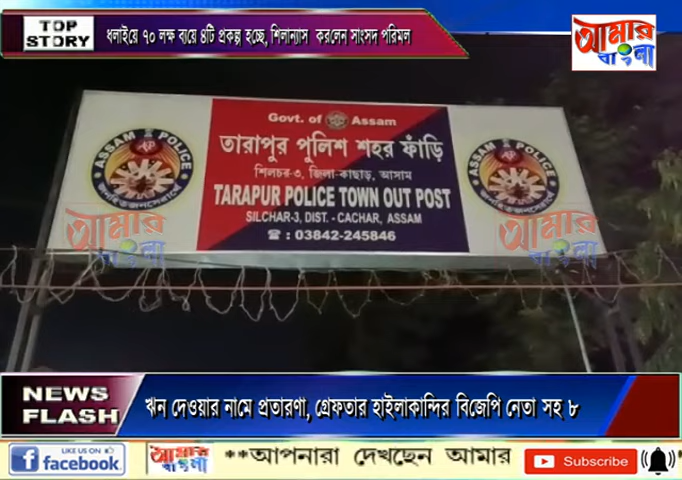 TOP STORY
ধলাইয়ে ৭০ লক্ষ ব্যয়ে ৪টি প্রকল্প হচ্ছে, শিলান্যাস করলেন সাংসদ পরিমল
আমার
বাংলা
Govt. of Assam
তারাপুর পুলিশ শহর ফাঁড়ি
শিলচর-৩, জিলা-কাছাড়, আসাম
TARAPUR POLICE TOWN OUT POST
SILCHAR-3, DIST. - CACHAR, ASSAM
☎ : 03842-245846
ASSAM POLICE
ASSAM POLICE
আমার
বাংলা
আমার
বাংলা
আমার
বাংলা
NEWS FLASH
ঋন দেওয়ার নামে প্রতারণা, গ্রেফতার হাইলাকান্দির বিজেপি নেতা সহ ৮
LIKE US ON
facebook.
আমার বাংলা
**আপনারা দেখছেন আমার
Subscribe